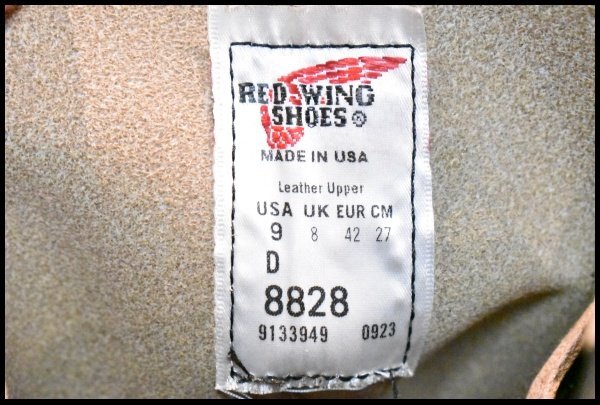 RED WING
SHOES ®
MADE IN USA
Leather Upper
USA UK EUR CM
9 8 42 27
D
8828
9133949 0923